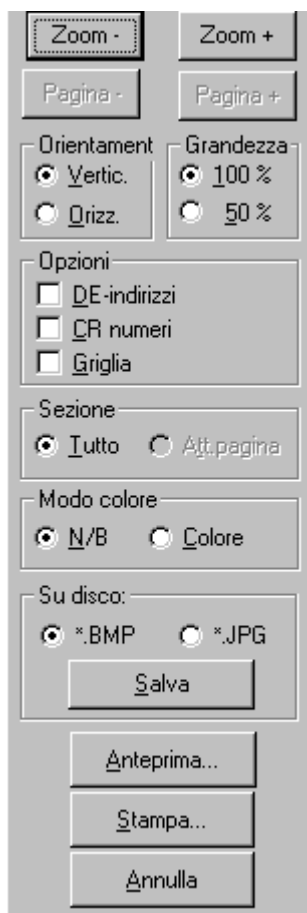 Zoom - Zoom +
Pagina - Pagina +
Orientament Grandezza
Vertic. 100 %
Orizz. 50 %
Opzioni
DE-indirizzi
CR numeri
Griglia
Sezione
Tutto Att.pagina
Modo colore
N/B Colore
Su disco:
*.BMP *.JPG
Salva
Anteprima...
Stampa...
Annulla